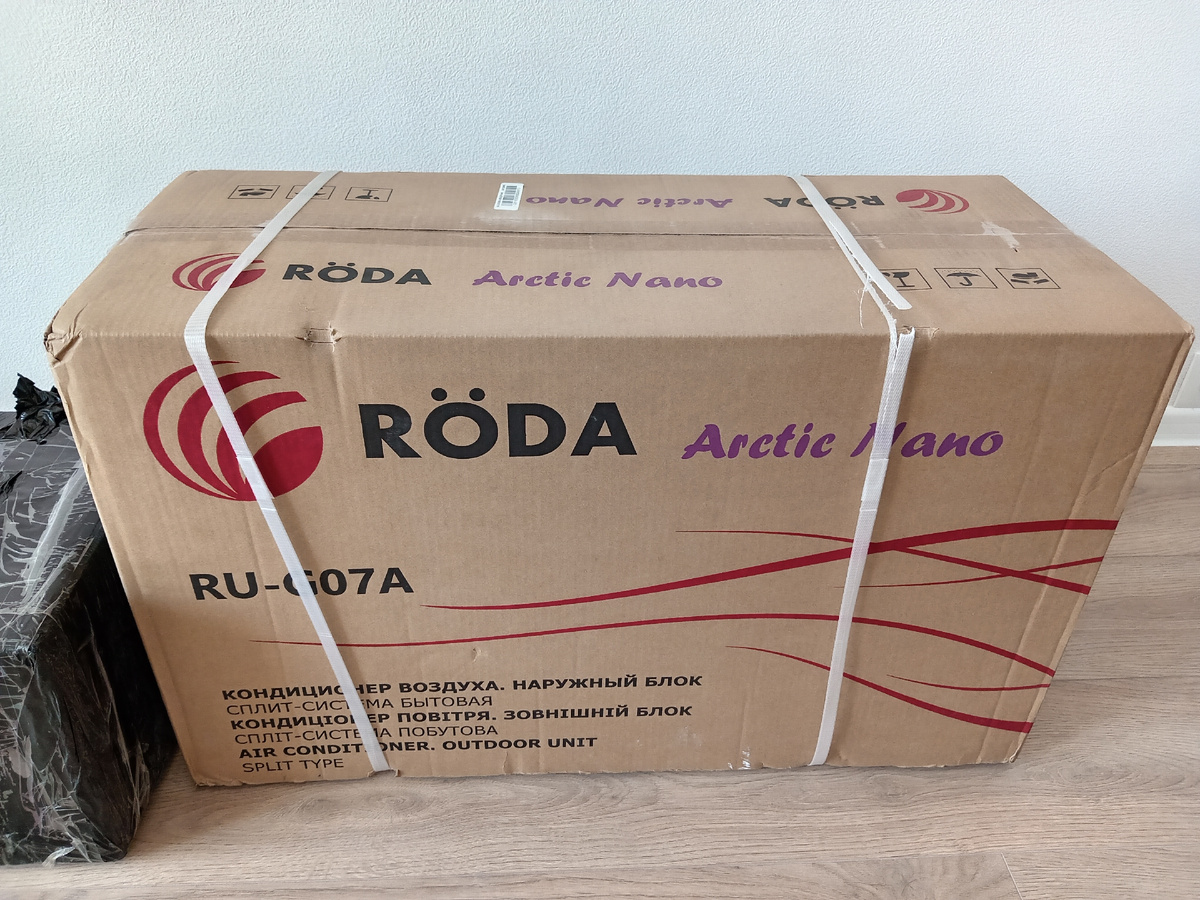 Arctic Nano RÖDA
RÖDA Arctic Nano
RÖDA Arctic Nano
RU-G07A
КОНДИЦИОНЕР ВОЗДУХА. НАРУЖНЫЙ БЛОК
СПЛИТ-СИСТЕМА БЫТОВАЯ
КОНДИЦІОНЕР ПОВІТРЯ. ЗОВНІШНІЙ БЛОК
СПЛІТ-СИСТЕМА ПОБУТОВА
AIR CONDITIONER. OUTDOOR UNIT
SPLIT TYPE